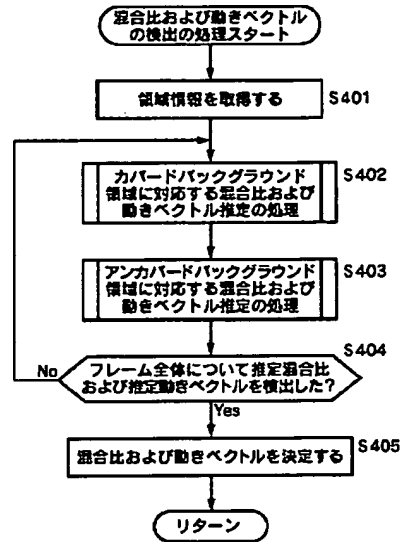 混合比および動きベクトル
の検出の処理スタート
領域情報を取得する
S401
カバードバックグラウンド
領域に対応する混合比および
動きベクトル推定の処理
S402
アンカバードバックグラウンド
領域に対応する混合比および
動きベクトル推定の処理
S403
フレーム全体について推定混合比
および推定動きベクトルを検出した?
S404
No
Yes
混合比および動きベクトルを決定する
S405
リターン